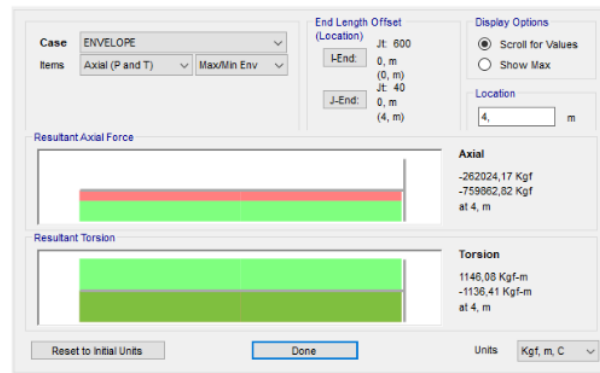 Case ENVELOPE
Items Axial (P and T) Max/Min Env
End Length Offset
(Location)
Jt: 600
I-End: 0, m
(0, m)
Jt: 40
J-End: 0, m
(4, m)
Display Options
Scroll for Values
Show Max
Location
4, m
Resultant Axial Force
Axial
-262024,17 Kgf
-759862,82 Kgf
at 4, m
Resultant Torsion
Torsion
1146,08 Kgf-m
-1136,41 Kgf-m
at 4, m
Reset to Initial Units Done Units Kgf, m, C